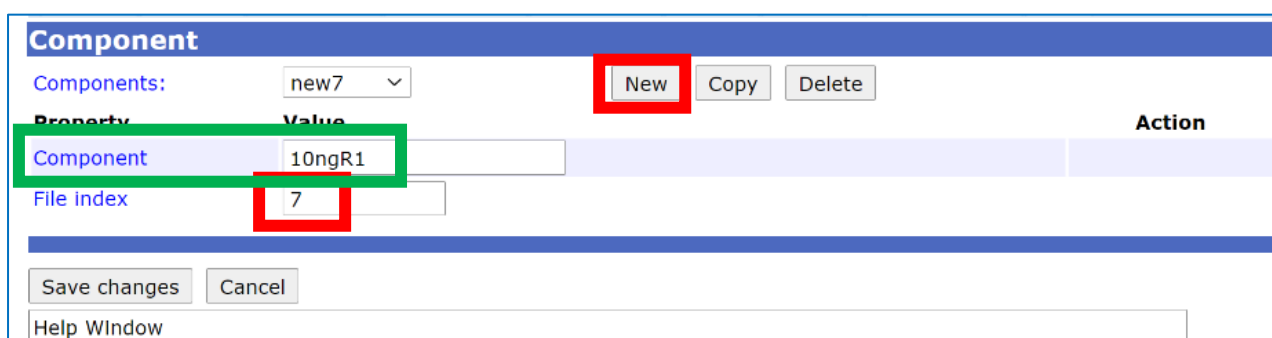 Component
Components: new7 New Copy Delete
Property Value Action
Component 10ngR1
File index 7
Save changes Cancel
Help WIndow